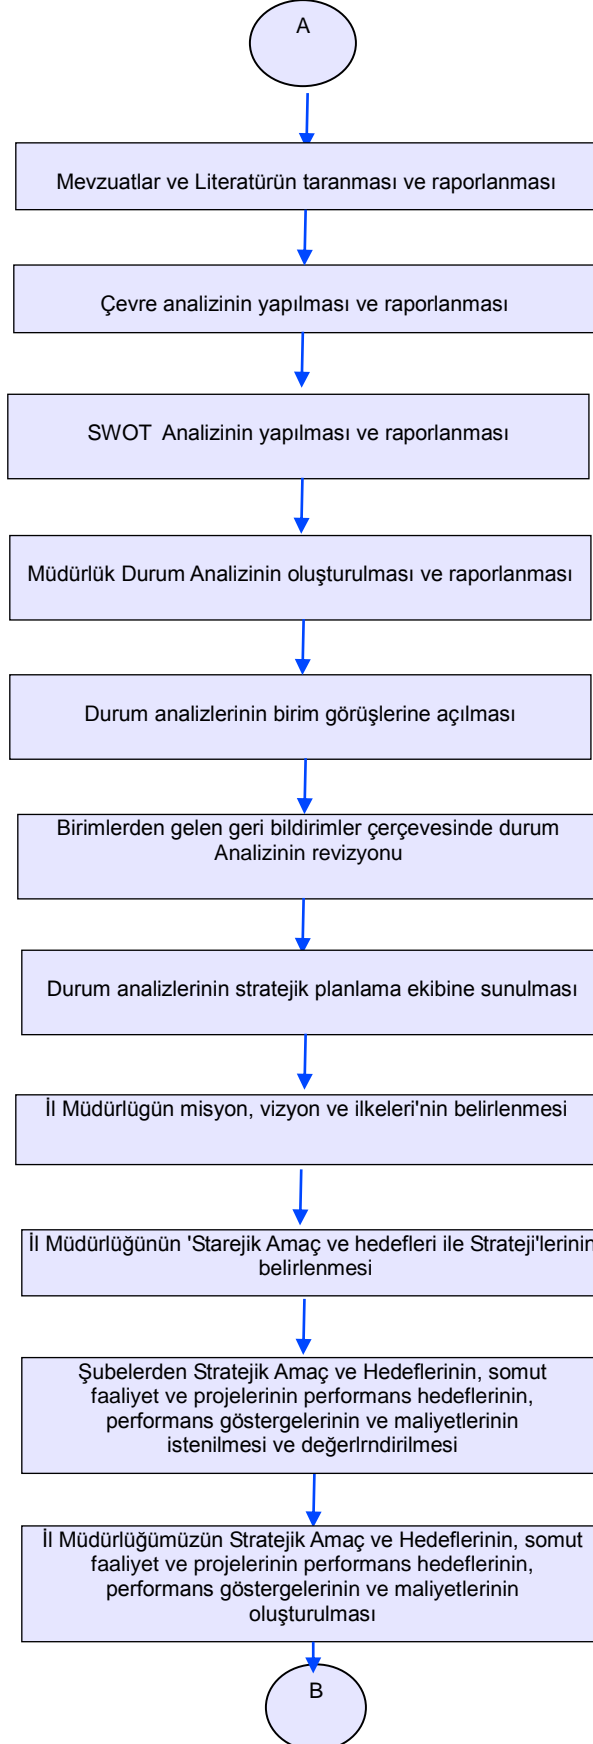 A
Mevzuatlar ve Literatürün taranması ve raporlanması
Çevre analizinin yapılması ve raporlanması
SWOT  Analizinin yapılması ve raporlanması
Müdürlük Durum Analizinin oluşturulması ve raporlanması
Durum analizlerinin birim görüşlerine açılması
Birimlerden gelen geri bildirimler çerçevesinde durum
Analizinin revizyonu
Durum analizlerinin stratejik planlama ekibine sunulması
İl Müdürlügün misyon, vizyon ve ilkeleri'nin belirlenmesi
İl Müdürlüğünün 'Starejik Amaç ve hedefleri ile Strateji'lerinin
belirlenmesi
Şubelerden Stratejik Amaç ve Hedeflerinin, somut
faaliyet ve projelerinin performans hedeflerinin,
performans göstergelerinin ve maliyetlerinin
istenilmesi ve değerlrndirilmesi
İl Müdürlüğümüzün Stratejik Amaç ve Hedeflerinin, somut
faaliyet ve projelerinin performans hedeflerinin,
performans göstergelerinin ve maliyetlerinin
oluşturulması
B